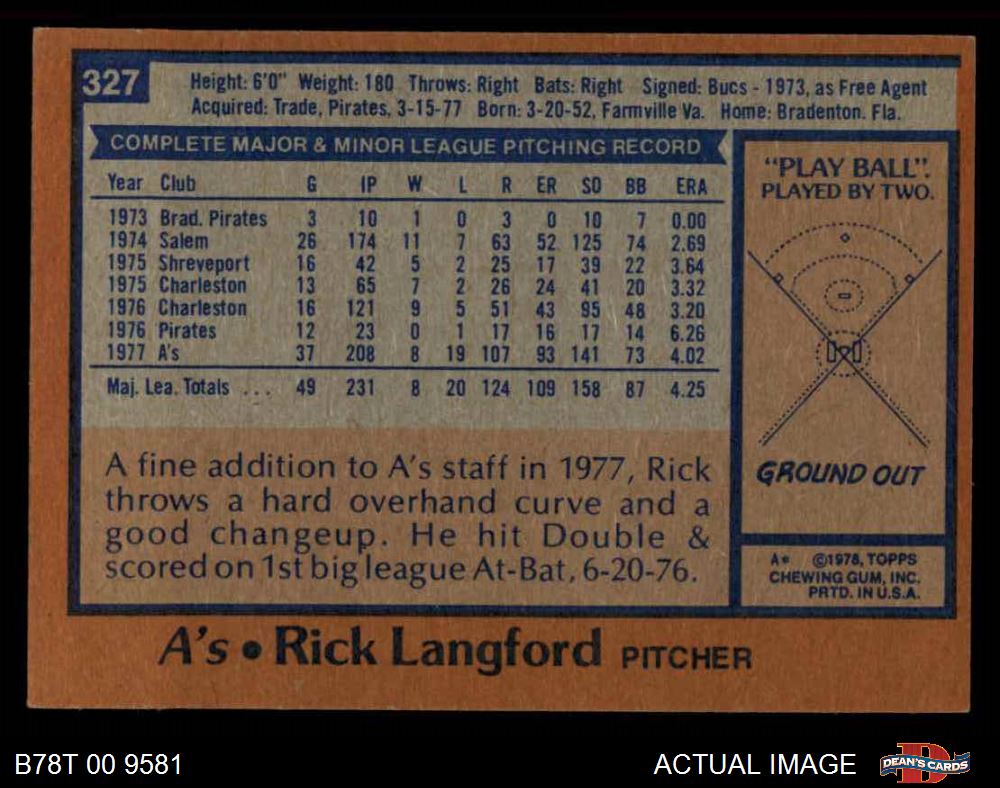 327
Height: 6'0" Weight: 180 Throws: Right Bats: Right Signed: Bucs - 1973, as Free Agent
Acquired: Trade, Pirates, 3-15-77 Born: 3-20-52, Farmville Va. Home: Bradenton. Fla.
COMPLETE MAJOR & MINOR LEAGUE PITCHING RECORD
Year Club G IP W L R ER SO BB ERA
1973 Brad. Pirates 3 10 1 0 3 0 10 7 0.00
1974 Salem 26 174 11 7 63 52 125 74 2.69
1975 Shreveport 16 42 5 2 25 17 39 22 3.64
1975 Charleston 13 65 7 2 26 24 41 20 3.32
1976 Charleston 16 121 9 5 51 43 95 48 3.20
1976 Pirates 12 23 0 1 17 16 17 14 6.26
1977 A's 37 208 8 19 107 93 141 73 4.02
Maj. Lea. Totals ... 49 231 8 20 124 109 158 87 4.25
A fine addition to A's staff in 1977, Rick
throws a hard overhand curve and a
good changeup. He hit Double &
scored on 1st big league At-Bat, 6-20-76.
"PLAY BALL".
PLAYED BY TWO.
GROUND OUT
A* ©1978, TOPPS
CHEWING GUM, INC.
PRTD. IN U.S.A.
A's • Rick Langford PITCHER
B78T 00 9581
ACTUAL IMAGE
DEAN'S CARDS